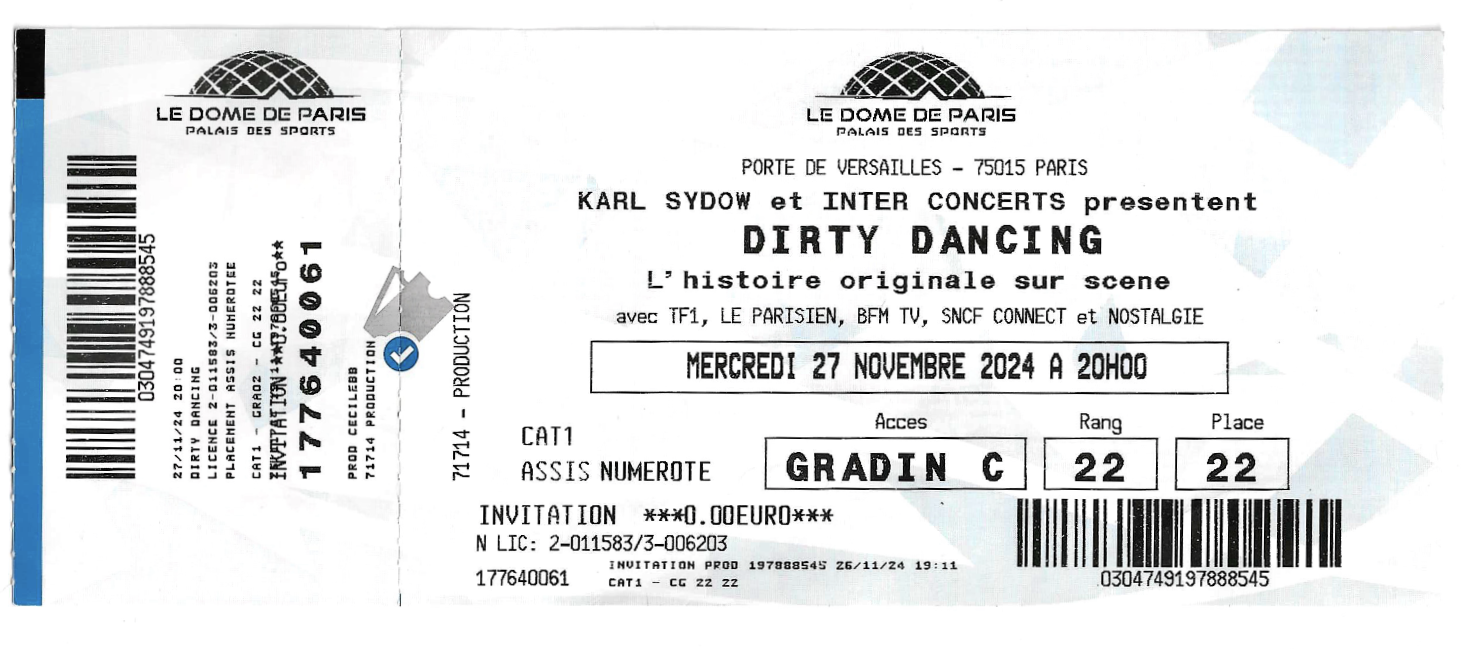 LE DOME DE PARIS
PALAIS DES SPORTS
0304749197888545
27/11/24 20:00
DIRTY DANCING
LICENCE 2-011583/3-006203
PLACEMENT ASSIS NUMEROTEE
CAT1 - GRAD2 - CG 22 22
INVITATION **0.00EURO**
177640061
PROD CECILEBB
71714 PRODUCTION
71714 - PRODUCTION
LE DOME DE PARIS
PALAIS DES SPORTS
PORTE DE VERSAILLES - 75015 PARIS
KARL SYDOW et INTER CONCERTS presentent
DIRTY DANCING
L'histoire originale sur scene
avec TF1, LE PARISIEN, BFM TV, SNCF CONNECT et NOSTALGIE
MERCREDI 27 NOVEMBRE 2024 A 20H00
Acces Rang Place
CAT1
ASSIS NUMEROTE
GRADIN C 22 22
INVITATION ***0.00EURO***
N LIC: 2-011583/3-006203
INVITATION PROD 197888545 26/11/24 19:11
177640061 CAT1 - CG 22 22
0304749197888545